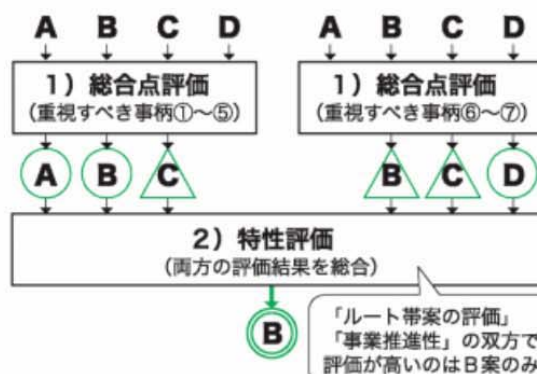 A B C D
A B C D
1）総合点評価
(重視すべき事柄①〜⑤)
1）総合点評価
(重視すべき事柄⑥〜⑦)
A B C
B C D
2）特性評価
(両方の評価結果を総合)
B
「ルート帯案の評価」
「事業推進性」の双方で
評価が高いのはB案のみ